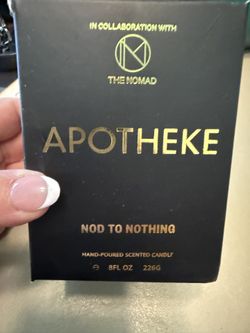 IN COLLABORATION WITH
N
THE NOMAD
APOTHEKE
NOD TO NOTHING
HAND-POURED SCENTED CANDLE
℮ 8FL OZ 226G